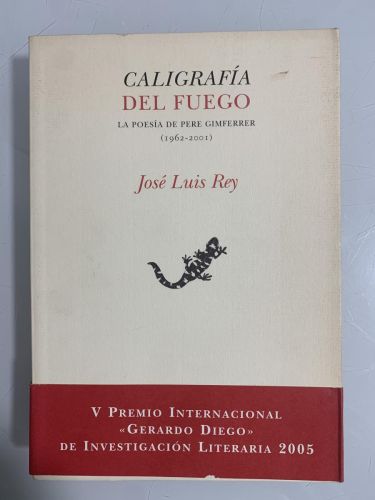 CALIGRAFÍA
DEL FUEGO
LA POESÍA DE PERE GIMFERRER
(1962-2001)
José Luis Rey
V PREMIO INTERNACIONAL
«GERARDO DIEGO»
DE INVESTIGACIÓN LITERARIA 2005